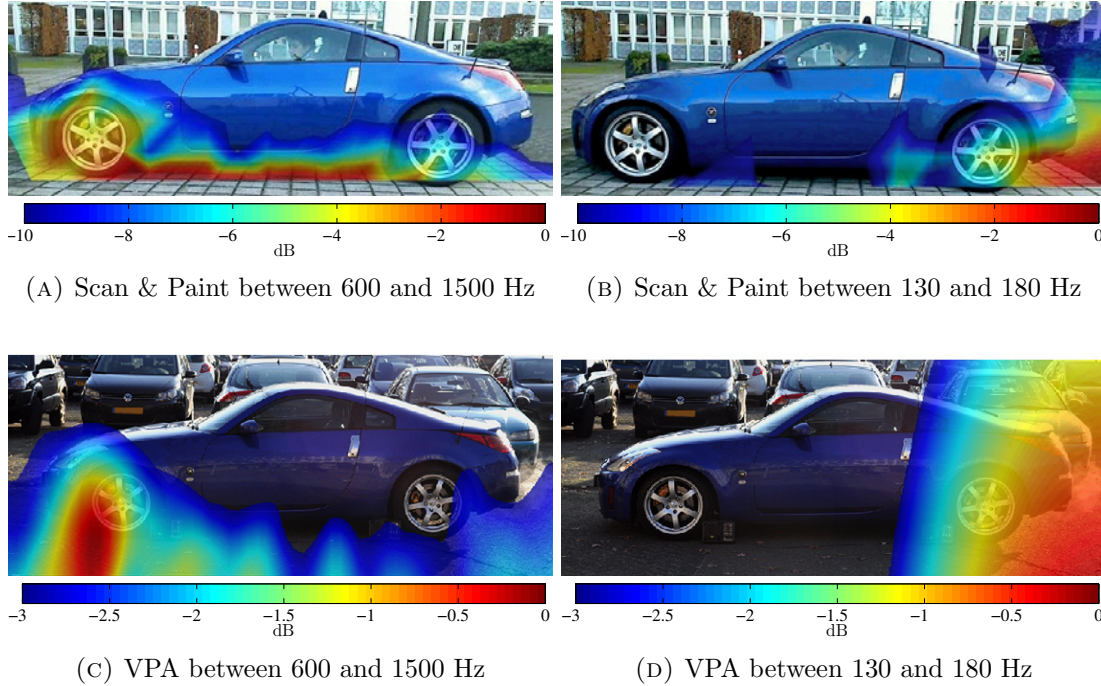 −10 −8 −6 −4 −2 0
dB
−10 −8 −6 −4 −2 0
dB
(A) Scan & Paint between 600 and 1500 Hz
(B) Scan & Paint between 130 and 180 Hz
−3 −2.5 −2 −1.5 −1 −0.5 0
dB
−3 −2.5 −2 −1.5 −1 −0.5 0
dB
(C) VPA between 600 and 1500 Hz
(D) VPA between 130 and 180 Hz